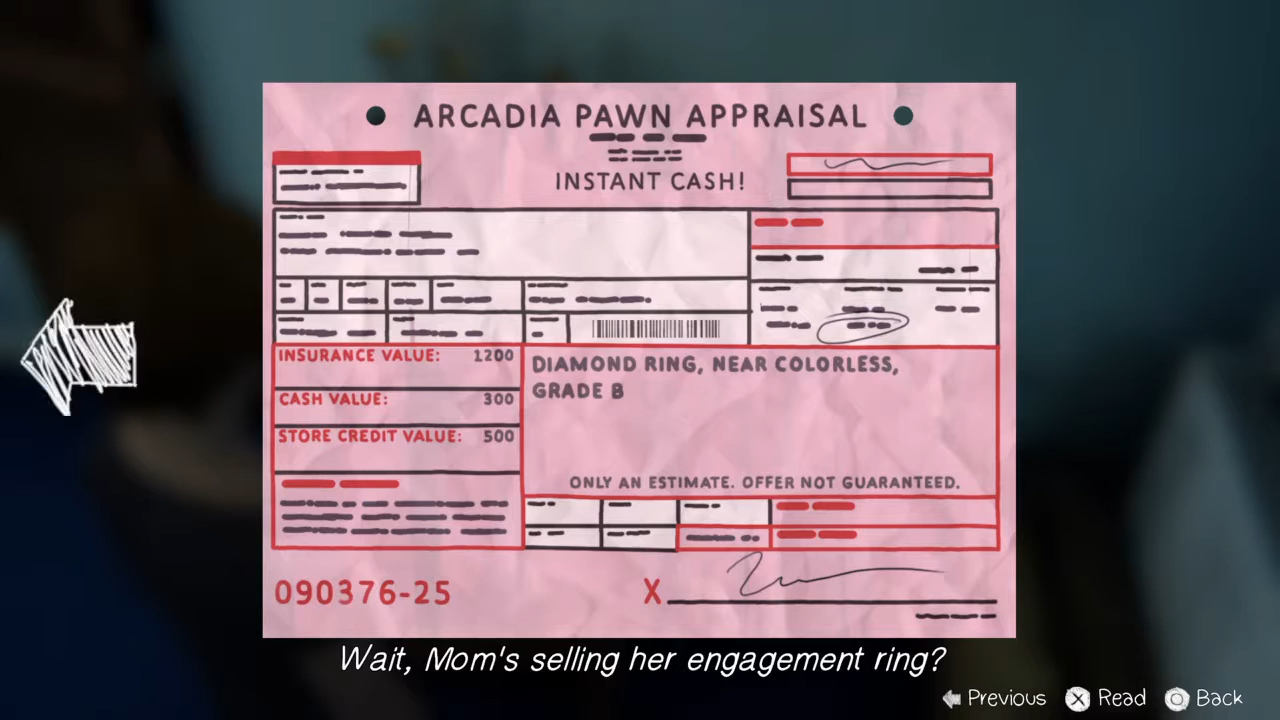 ARCADIA PAWN APPRAISAL
INSTANT CASH!
INSURANCE VALUE: 1200
CASH VALUE: 300
STORE CREDIT VALUE: 500
DIAMOND RING, NEAR COLORLESS,
GRADE B
ONLY AN ESTIMATE. OFFER NOT GUARANTEED.
090376-25
X
Wait, Mom's selling her engagement ring?
Previous Read Back